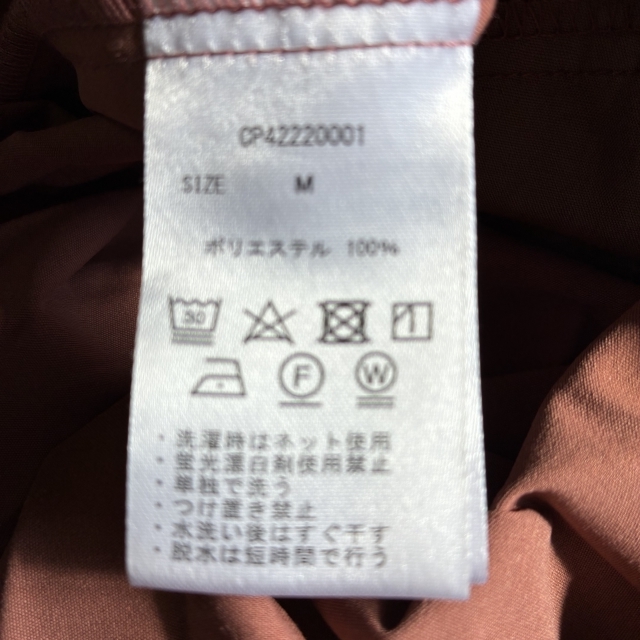 CP42220001
SIZE M
ポリエステル 100%
30
F W
・洗濯時はネット使用
・蛍光漂白剤使用禁止
・単独で洗う
・つけ置き禁止
・水洗い後はすぐ干す
・脱水は短時間で行う